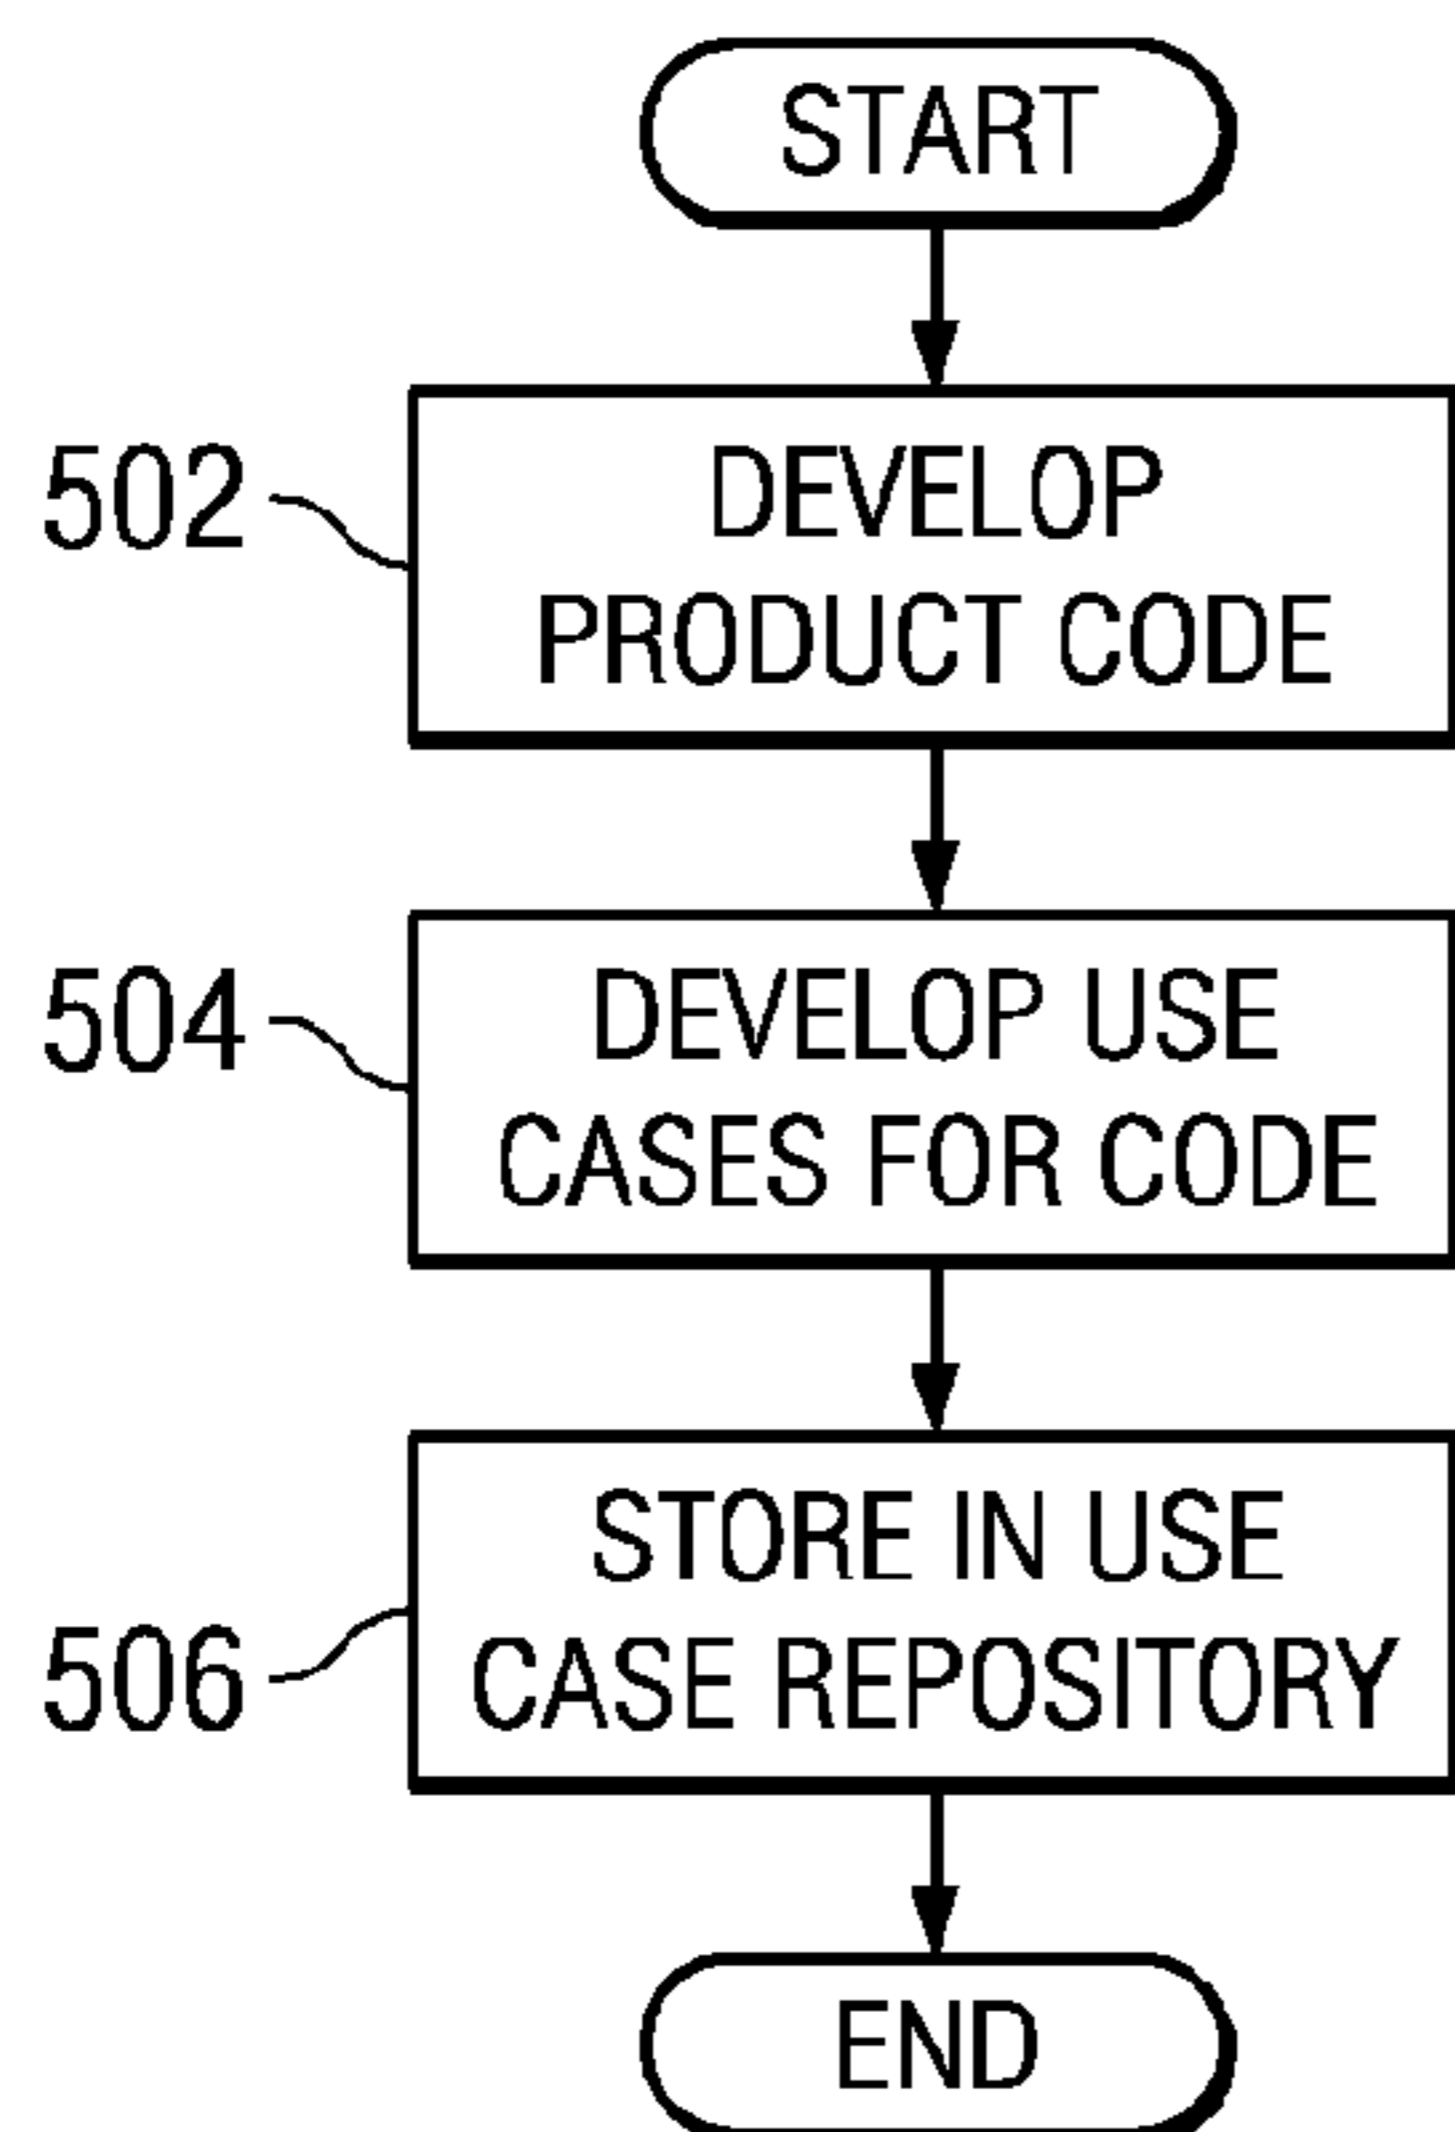 START
502
DEVELOP
PRODUCT CODE
504
DEVELOP USE
CASES FOR CODE
STORE IN USE
CASE REPOSITORY
506
END